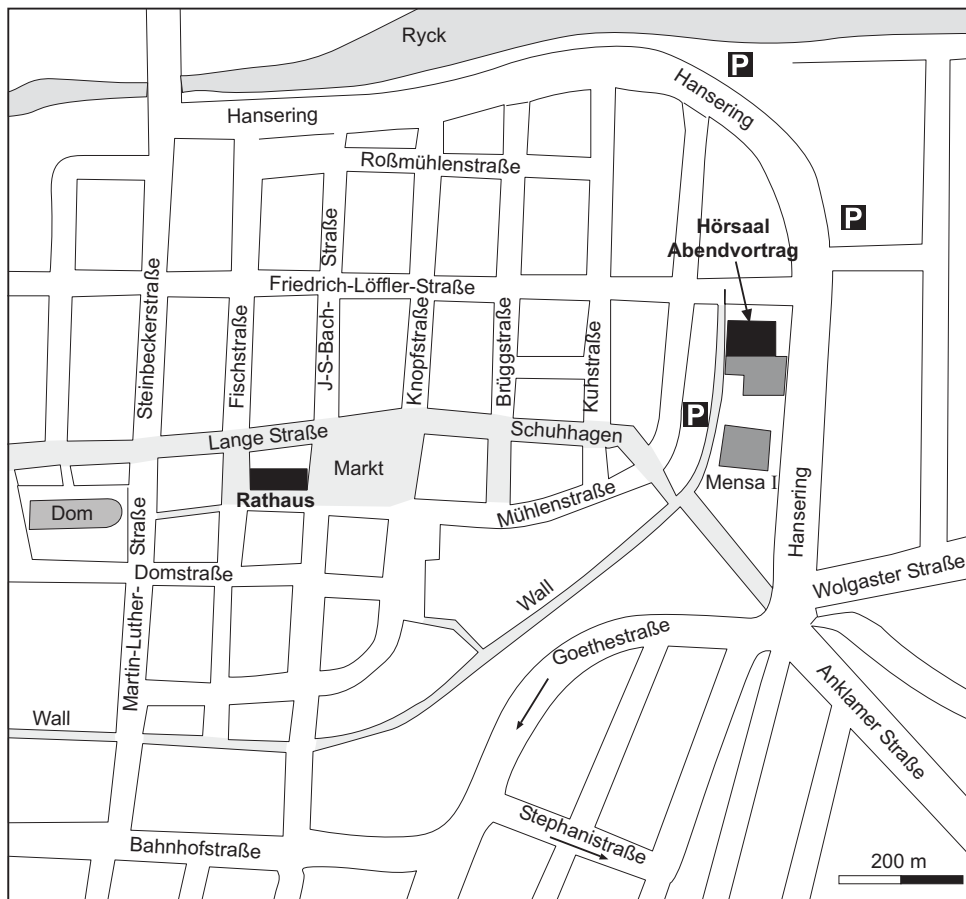 Ryck
P
Hansering
Hansering
Roßmühlenstraße
P
Hörsaal
Abendvortrag
Straße
Friedrich-Löffler-Straße
Steinbeckerstraße
Fischstraße
J-S-Bach-
Knopfstraße
Brüggstraße
Kuhstraße
P
Lange Straße
Schuhhagen
Markt
Mensa I
Rathaus
Mühlenstraße
Dom
Straße
Hansering
Domstraße
Wolgaster Straße
Wall
Martin-Luther-
Goethestraße
Anklamer Straße
Wall
Stephanistraße
Bahnhofstraße
200 m